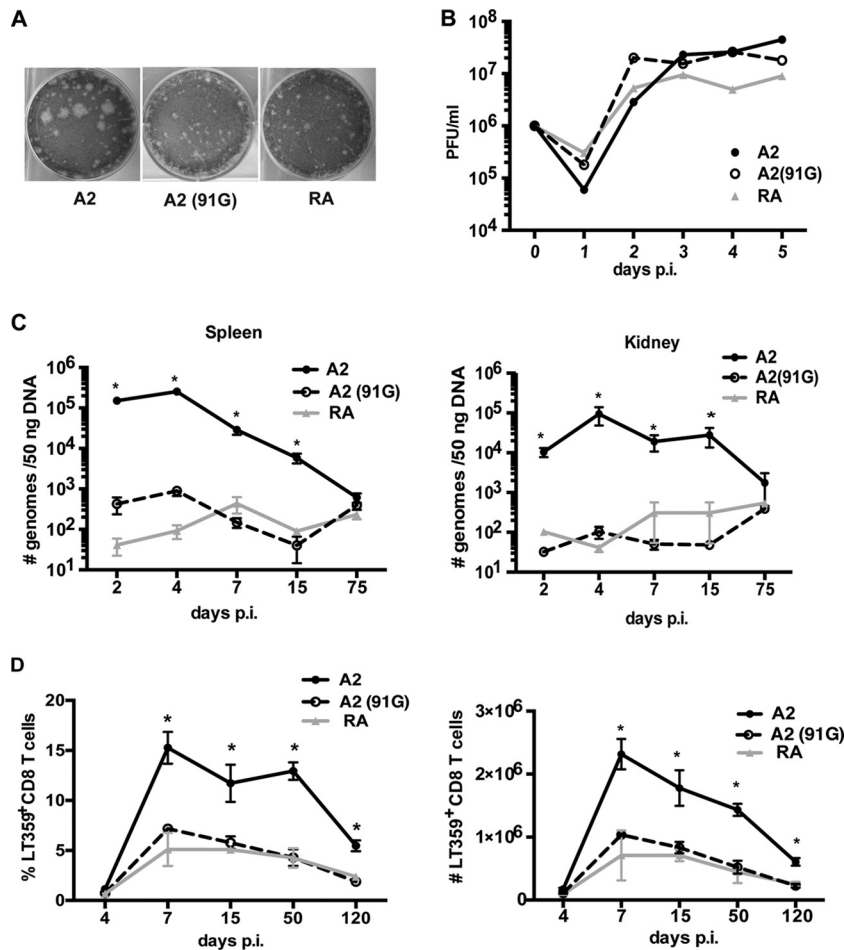 A
A2
A2 (91G)
RA
B
PFU/ml
10^8
10^7
10^6
10^5
10^4
A2
A2(91G)
RA
0 1 2 3 4 5
days p.i.
C
Spleen
# genomes /50 ng DNA
10^6
10^5
10^4
10^3
10^2
10^1
* * * *
A2
A2 (91G)
RA
2 4 7 15 75
days p.i.
Kidney
# genomes /50 ng DNA
10^6
10^5
10^4
10^3
10^2
10^1
* * * *
A2
A2(91G)
RA
2 4 7 15 75
days p.i.
D
% LT359+CD8 T cells
20
15
10
5
0
* * * *
A2
A2 (91G)
RA
4 7 15 50 120
days p.i.
# LT359+CD8 T cells
3×10^6
2×10^6
1×10^6
0
* * * *
A2
A2 (91G)
RA
4 7 15 50 120
days p.i.